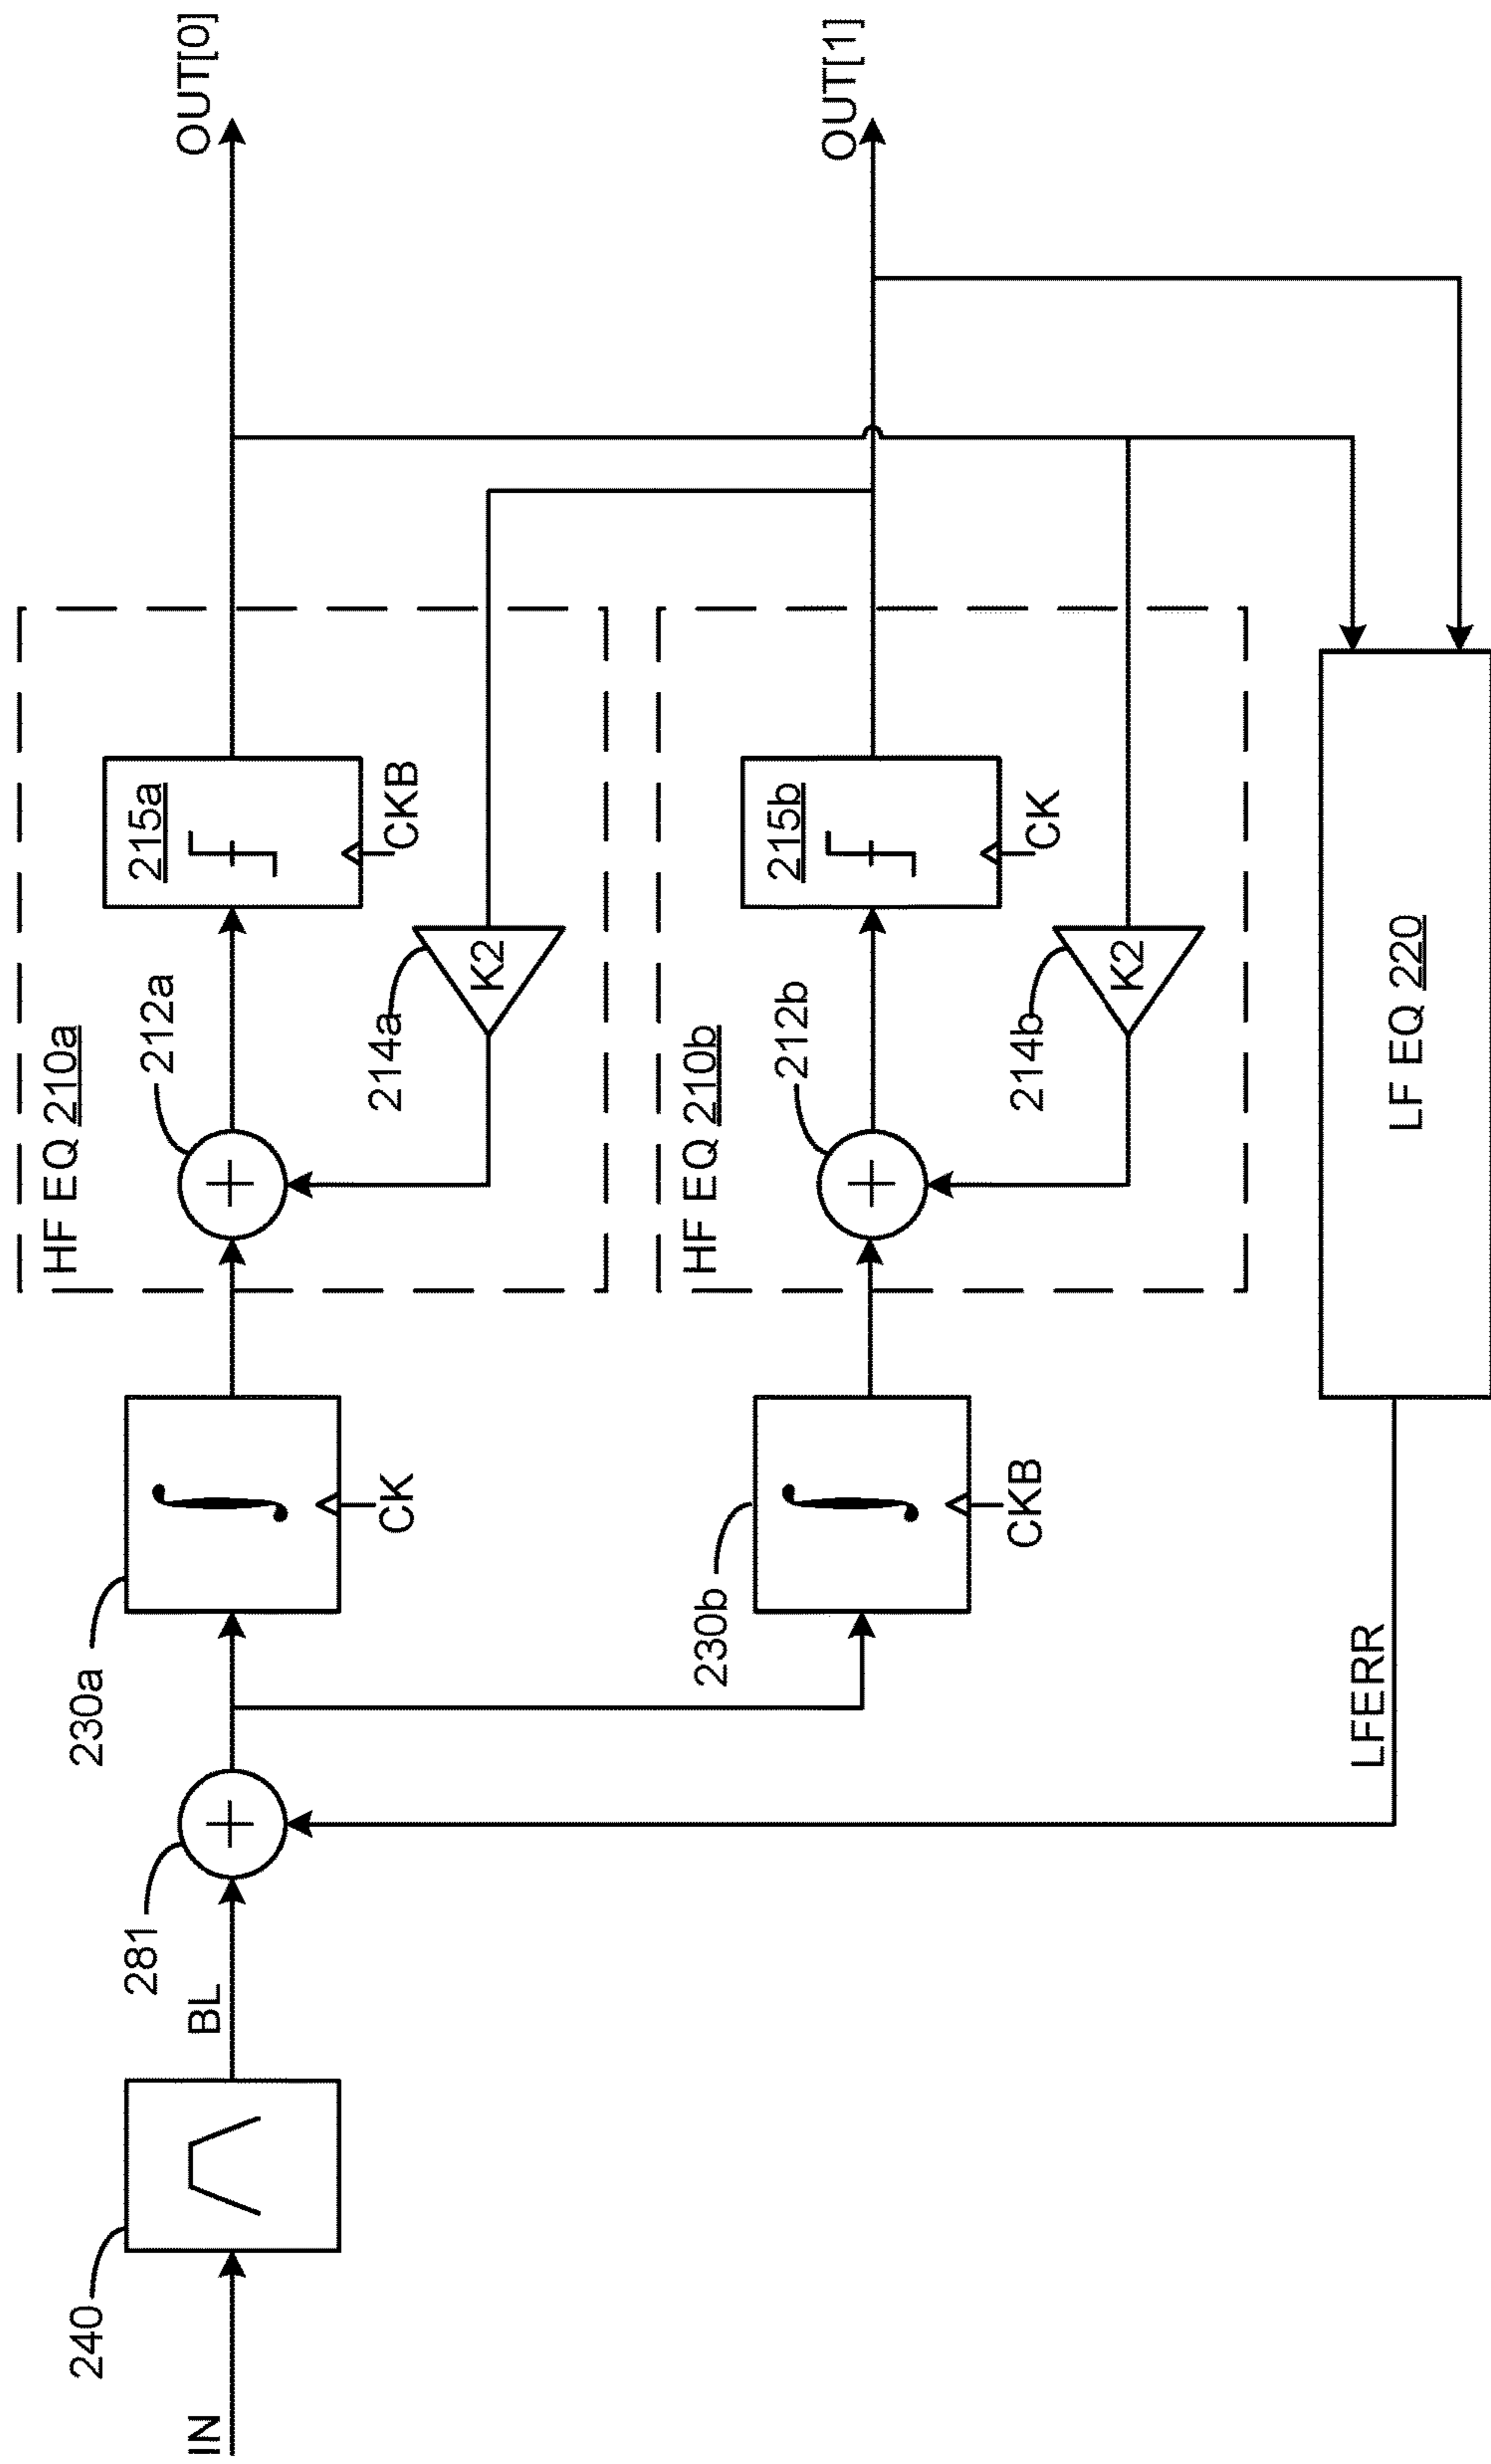 IN
240
BL
281
230a
CK
HF EQ 210a
212a
215a
CKB
214a
K2
OUT[0]
230b
CKB
HF EQ 210b
212b
215b
CK
214b
K2
OUT[1]
LFERR
LF EQ 220